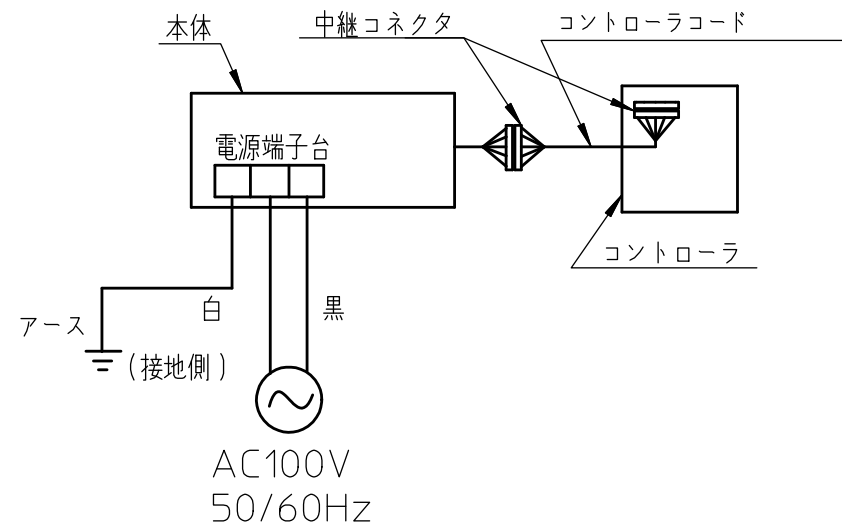 本体
中継コネクタ
コントローラコード
電源端子台
コントローラ
白
黒
アース
(接地側)
AC100V
50/60Hz